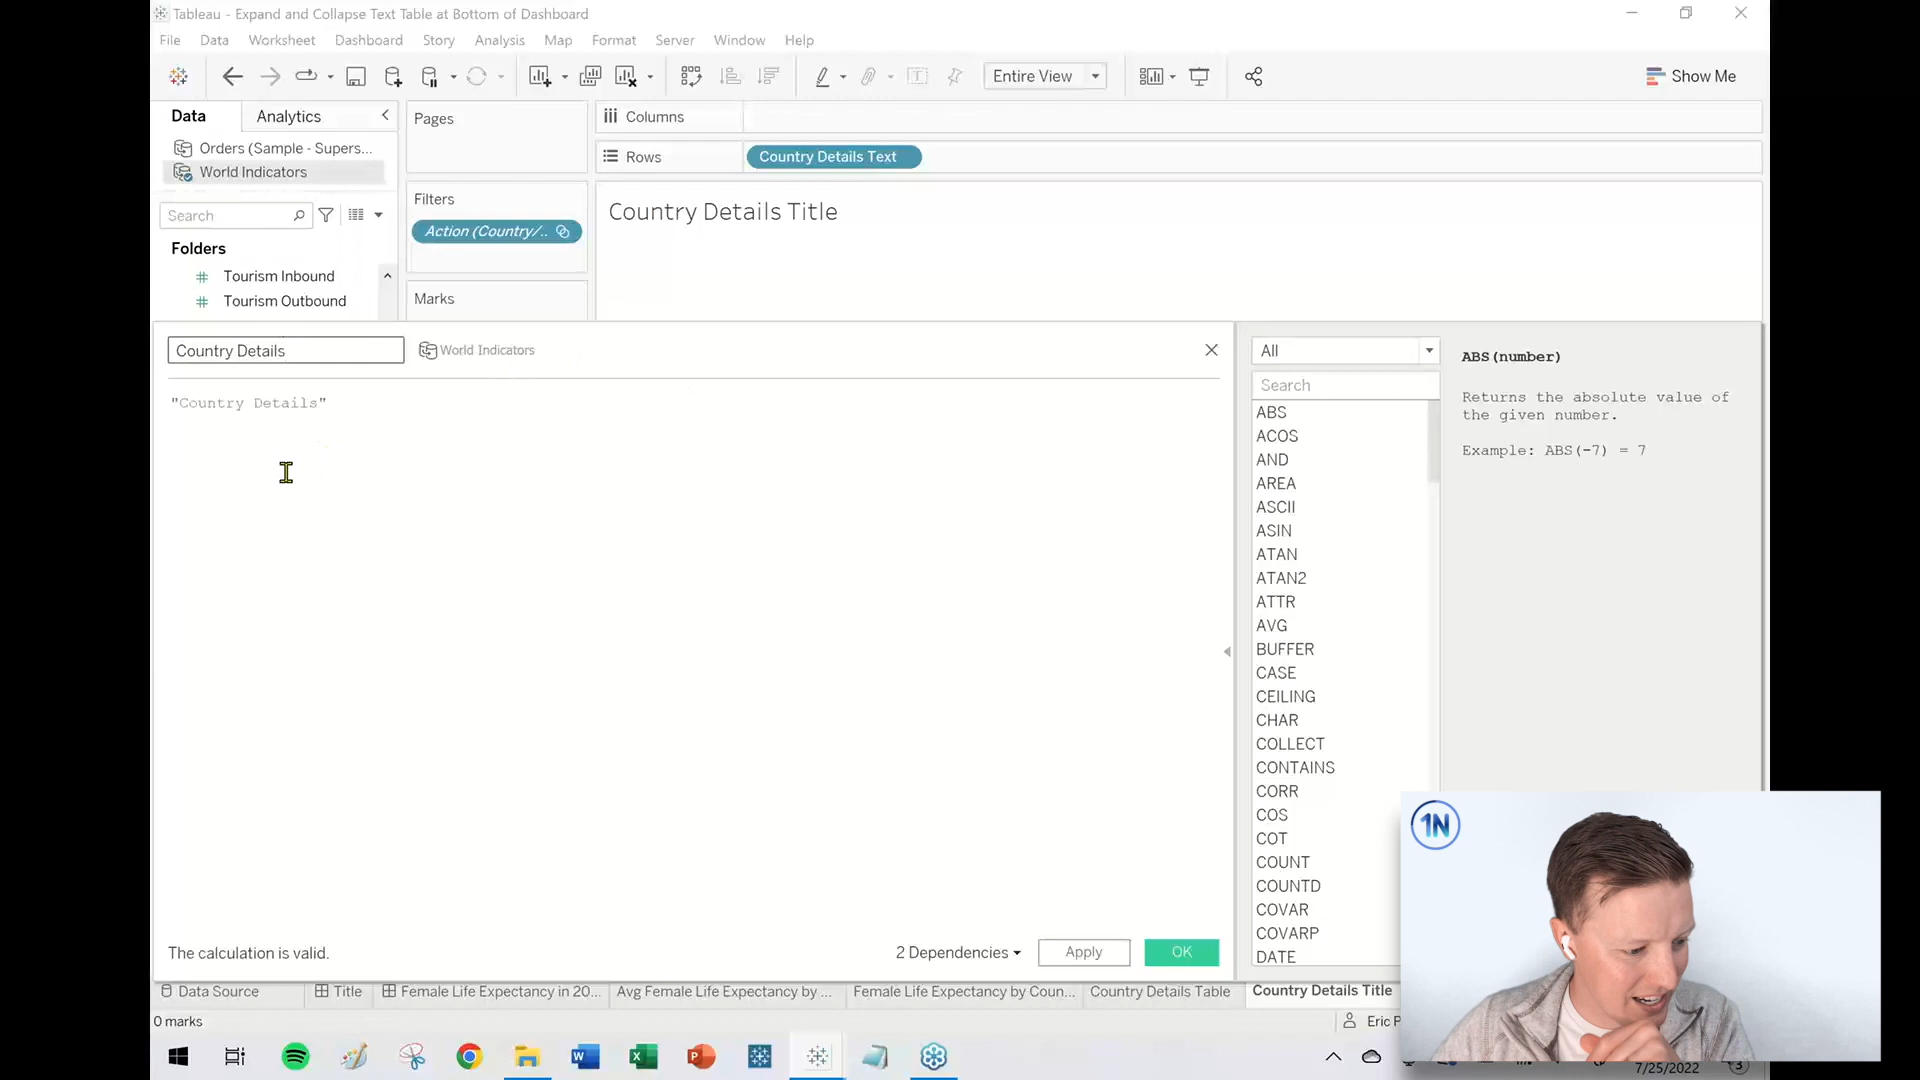 Tableau - Expand and Collapse Text Table at Bottom of Dashboard
File Data Worksheet Dashboard Story Analysis Map Format Server Window Help
Entire View
Show Me
Data
Analytics
Pages
Columns
Orders (Sample - Supers...
World Indicators
Rows
Country Details Text
Filters
Search
Action (Country/..
Country Details Title
Folders
Tourism Inbound
Tourism Outbound
Marks
Country Details
World Indicators
All
ABS(number)
Search
"Country Details"
Returns the absolute value of
the given number.
Example: ABS(-7) = 7
ABS
ACOS
AND
AREA
ASCII
ASIN
ATAN
ATAN2
ATTR
AVG
BUFFER
CASE
CEILING
CHAR
COLLECT
CONTAINS
CORR
COS
COT
COUNT
COUNTD
COVAR
COVARP
DATE
1N
The calculation is valid.
2 Dependencies
Apply
OK
Data Source
Title
Female Life Expectancy in 20...
Avg Female Life Expectancy by ...
Female Life Expectancy by Coun...
Country Details Table
Country Details Title
0 marks
Eric P
7/25/2022
3